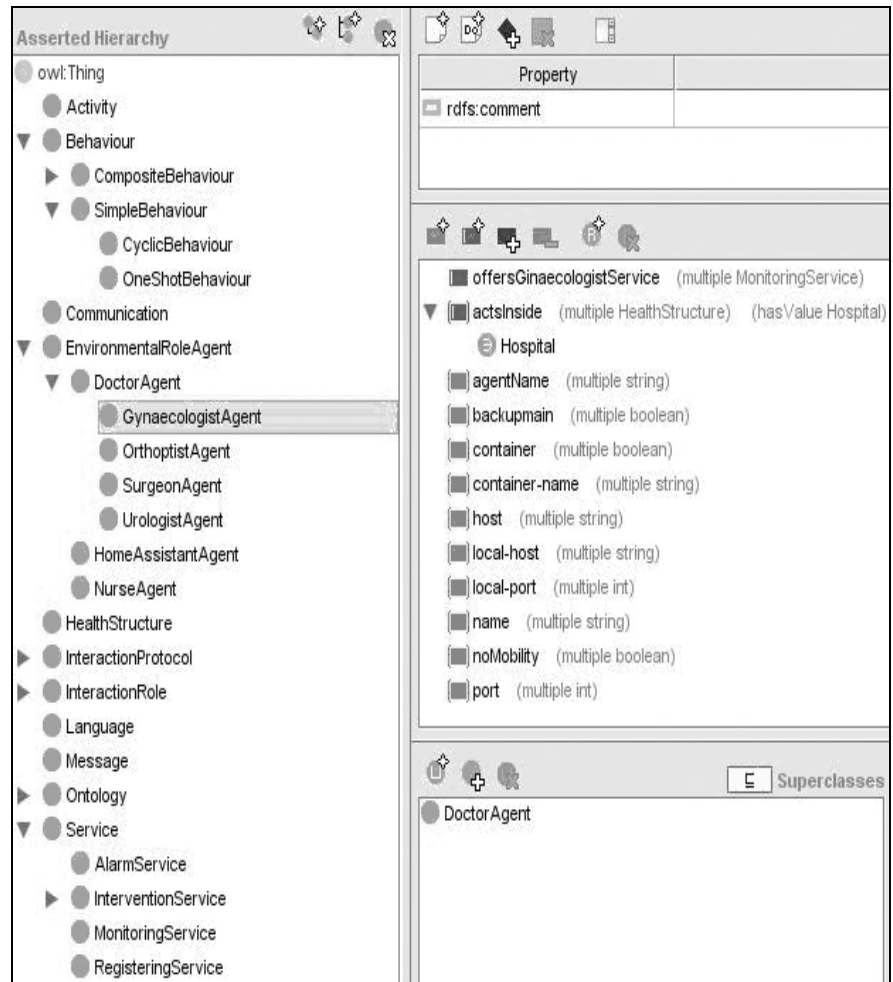 Asserted Hierarchy
owl:Thing
Activity
Behaviour
CompositeBehaviour
SimpleBehaviour
CyclicBehaviour
OneShotBehaviour
Communication
EnvironmentalRoleAgent
DoctorAgent
GynaecologistAgent
OrthoptistAgent
SurgeonAgent
UrologistAgent
HomeAssistantAgent
NurseAgent
HealthStructure
InteractionProtocol
InteractionRole
Language
Message
Ontology
Service
AlarmService
InterventionService
MonitoringService
RegisteringService
Property
rdfs:comment
offersGinaecologistService (multiple MonitoringService)
actsInside (multiple HealthStructure) (hasValue Hospital)
Hospital
agentName (multiple string)
backupmain (multiple boolean)
container (multiple boolean)
container-name (multiple string)
host (multiple string)
local-host (multiple string)
local-port (multiple int)
name (multiple string)
noMobility (multiple boolean)
port (multiple int)
⊑ Superclasses
DoctorAgent